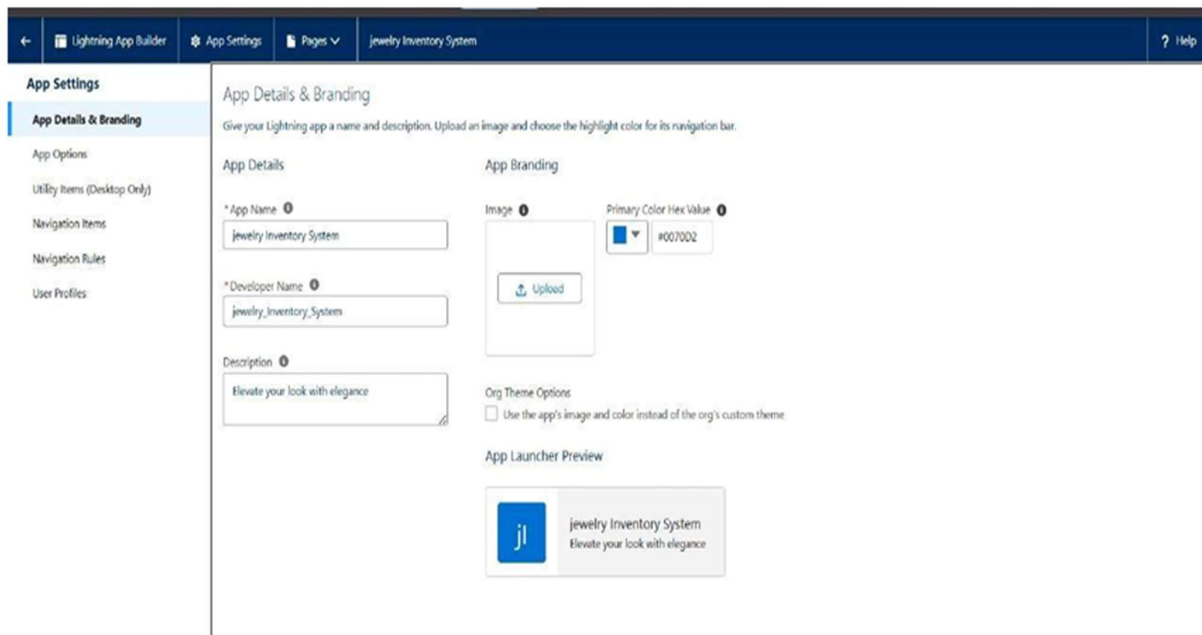 Lightning App Builder
App Settings
Pages
jewelry Inventory System
? Help
App Settings
App Details & Branding
App Options
Utility Items (Desktop Only)
Navigation Items
Navigation Rules
User Profiles
App Details & Branding
Give your Lightning app a name and description. Upload an image and choose the highlight color for its navigation bar.
App Details
*App Name
jewelry Inventory System
*Developer Name
jewelry_Inventory_System
Description
Elevate your look with elegance
App Branding
Image
Primary Color Hex Value
Upload
#0070D2
Org Theme Options
Use the app's image and color instead of the org's custom theme
App Launcher Preview
jI
jewelry Inventory System
Elevate your look with elegance